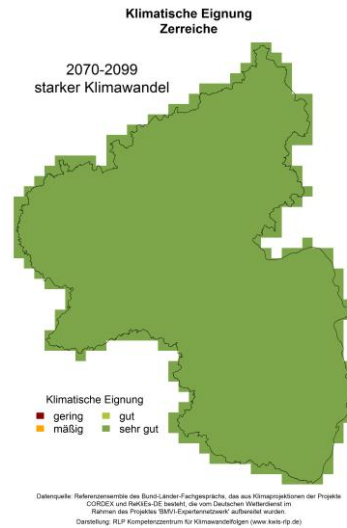 Klimatische Eignung
Zerreiche
2070-2099
starker Klimawandel
Klimatische Eignung
gering
gut
mäßig
sehr gut
Datenquelle: Referenzensemble des Bund-Länder-Fachgesprächs, das aus Klimaprojektionen der Projekte
CORDEX und ReKliEs-DE besteht, die vom Deutschen Wetterdienst im
Rahmen des Projektes 'BMVI-Expertennetzwerk' aufbereitet wurden.
Darstellung: RLP Kompetenzzentrum für Klimawandelfolgen (www.kwis-rlp.de)